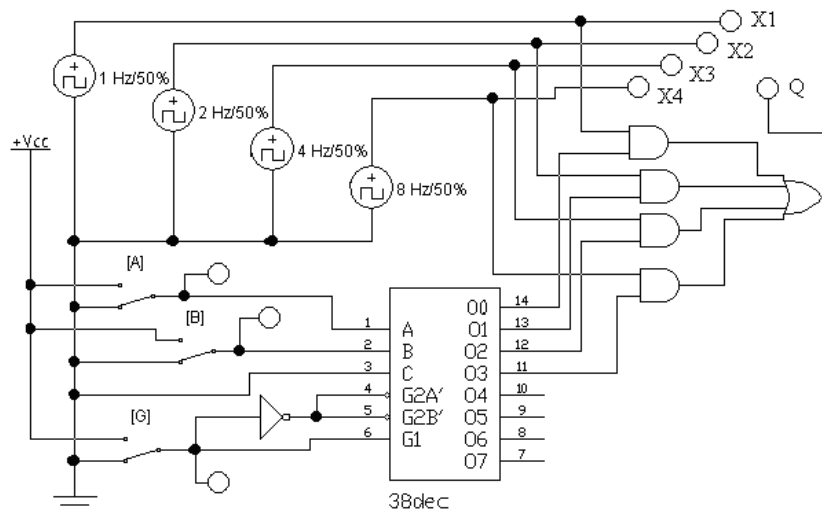 X1
X2
X3
X4
Q
1 Hz/50%
2 Hz/50%
4 Hz/50%
8 Hz/50%
+Vcc
[A]
[B]
[G]
1 A
2 B
3 C
4 G2A'
5 G2B'
6 G1
O0 14
O1 13
O2 12
O3 11
O4 10
O5 9
O6 8
O7 7
38dec